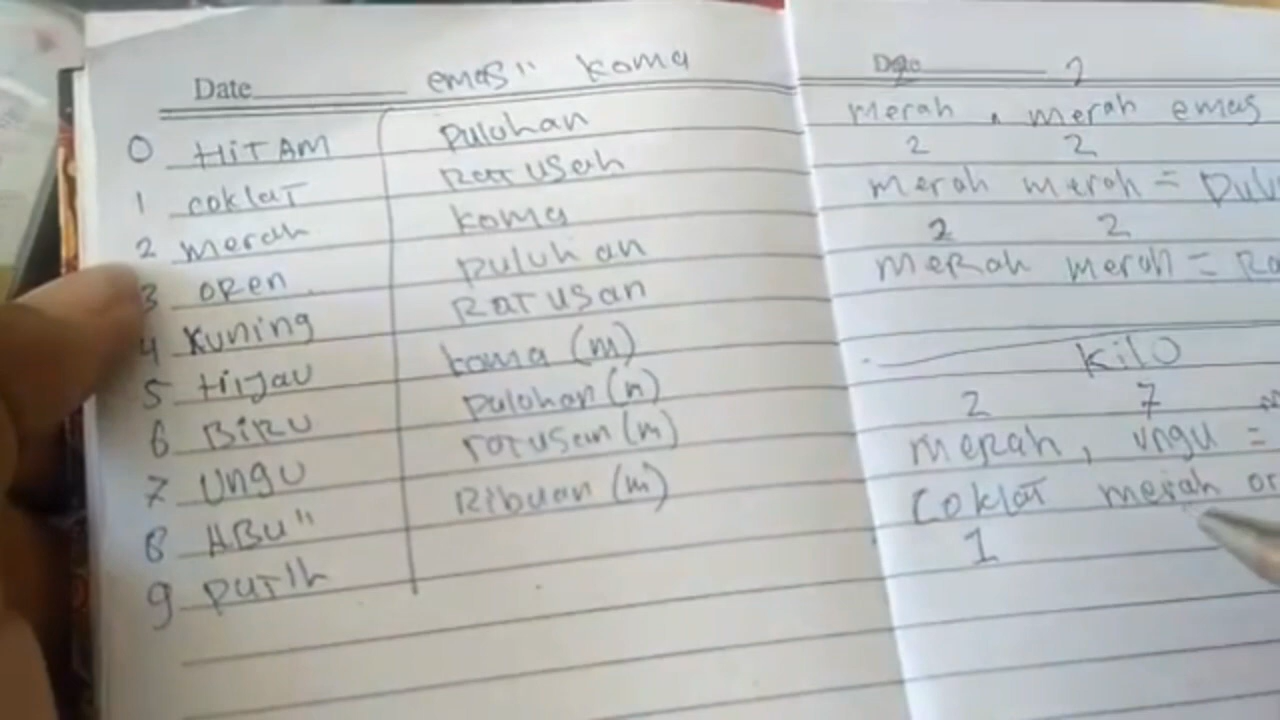 Date emas" koma
0 HITAM puluhan
1 coklat Ratusan
2 merah koma
3 oren puluhan
4 kuning Ratusan
5 Hijau koma (m)
6 BiRU puluhan (m)
7 ungu ratusan (m)
8 ABU" Ribuan (m)
9 putih
Date 2
merah , merah emas
2 2
merah merah = pulu
2 2
merah merah = Ra
kilo
2 7
merah , ungu =
coklat merah or
1